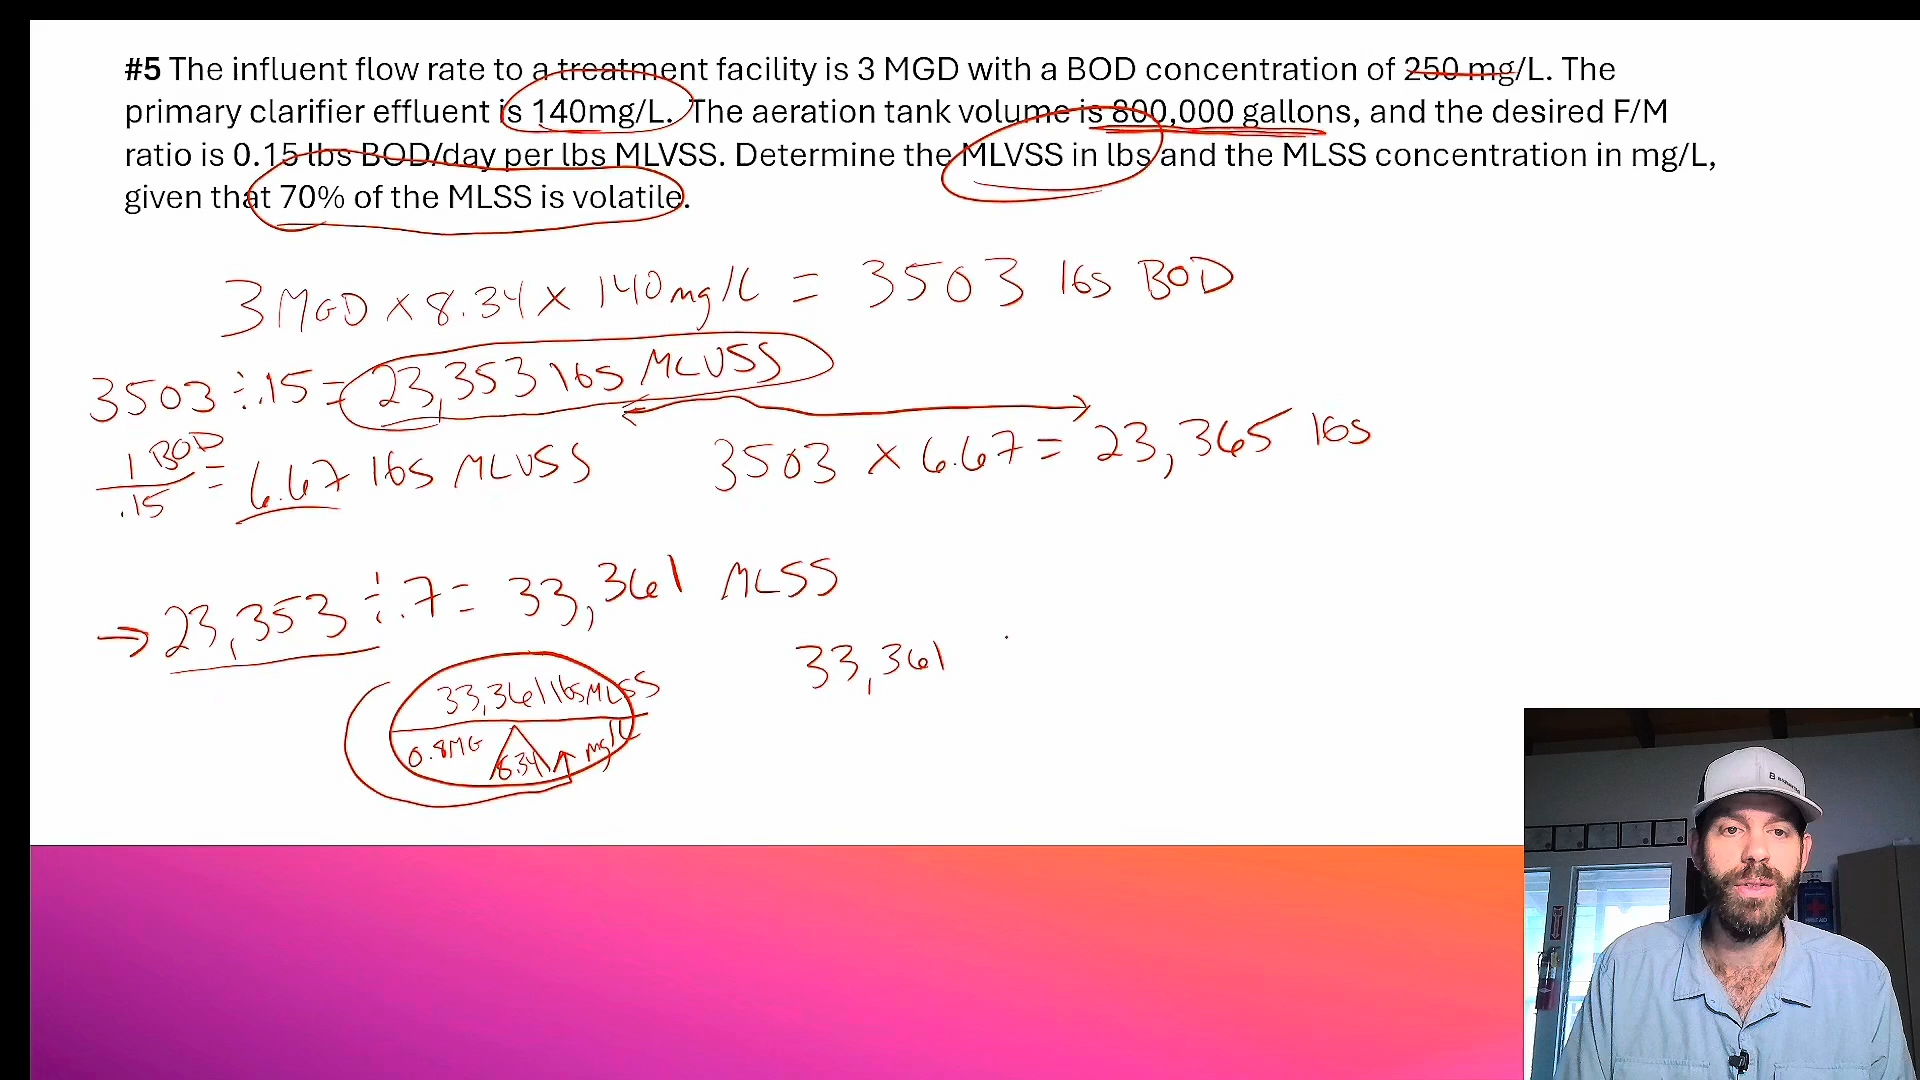 #5 The influent flow rate to a treatment facility is 3 MGD with a BOD concentration of 250 mg/L. The
primary clarifier effluent is 140mg/L. The aeration tank volume is 800,000 gallons, and the desired F/M
ratio is 0.15 lbs BOD/day per lbs MLVSS. Determine the MLVSS in lbs and the MLSS concentration in mg/L,
given that 70% of the MLSS is volatile.
3 MGD x 8.34 x 140 mg/L = 3503 lbs BOD
3503 ÷ .15 = 23,353 lbs MLVSS
1 BOD / .15 = 6.67 lbs MLVSS
3503 x 6.67 = 23,365 lbs
→ 23,353 ÷ .7 = 33,361 MLSS
33,361 lbs MLSS
0.8 MG 8.34 mg/L
33,361